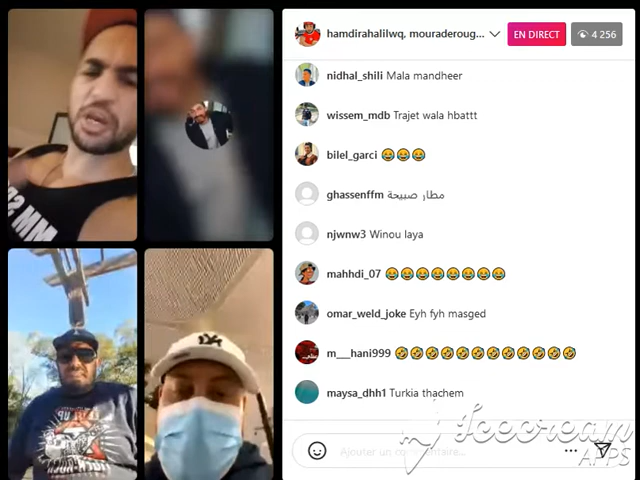 hamdirahalilwq, mouraderoug... EN DIRECT 4 256
nidhal_shili Mala mandheer
wissem_mdb Trajet wala hbattt
bilel_garci 😂😂😂
ghassenffm مطار صبيحة
njwnw3 Winou laya
mahhdi_07 😂😂😂😂😂😂😂😂
omar_weld_joke Eyh fyh masged
m___hani999 🤣🤣🤣🤣🤣🤣🤣🤣🤣🤣🤣🤣
maysa_dhh1 Turkia thachem
Ajouter un commentaire...
Icecream
APPS
NY